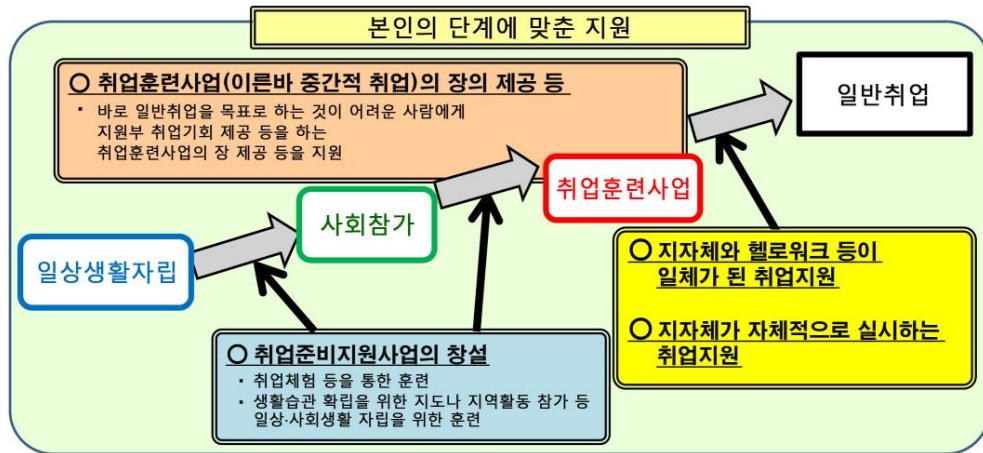 본인의 단계에 맞춘 지원
○ 취업훈련사업(이른바 중간적 취업)의 장의 제공 등
▪ 바로 일반취업을 목표로 하는 것이 어려운 사람에게
지원부 취업기회 제공 등을 하는
취업훈련사업의 장 제공 등을 지원
일반취업
취업훈련사업
사회참가
일상생활자립
○ 지자체와 헬로워크 등이
일체가 된 취업지원
○ 지자체가 자체적으로 실시하는
취업지원
○ 취업준비지원사업의 창설
▪ 취업체험 등을 통한 훈련
▪ 생활습관 확립을 위한 지도나 지역활동 참가 등
일상·사회생활 자립을 위한 훈련